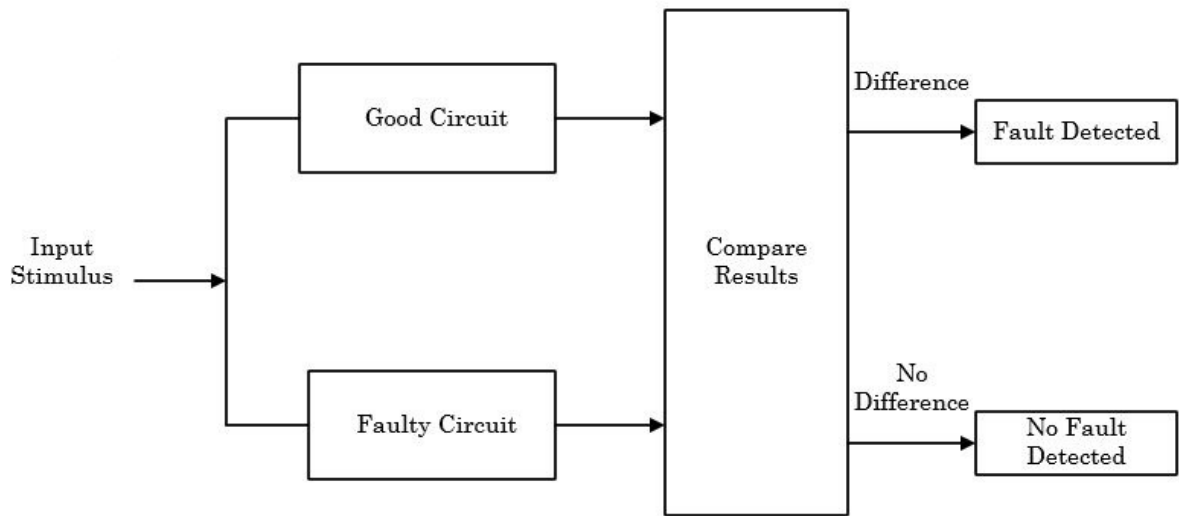 Good Circuit
Difference
Fault Detected
Input
Stimulus
Compare
Results
Faulty Circuit
No
Difference
No Fault
Detected